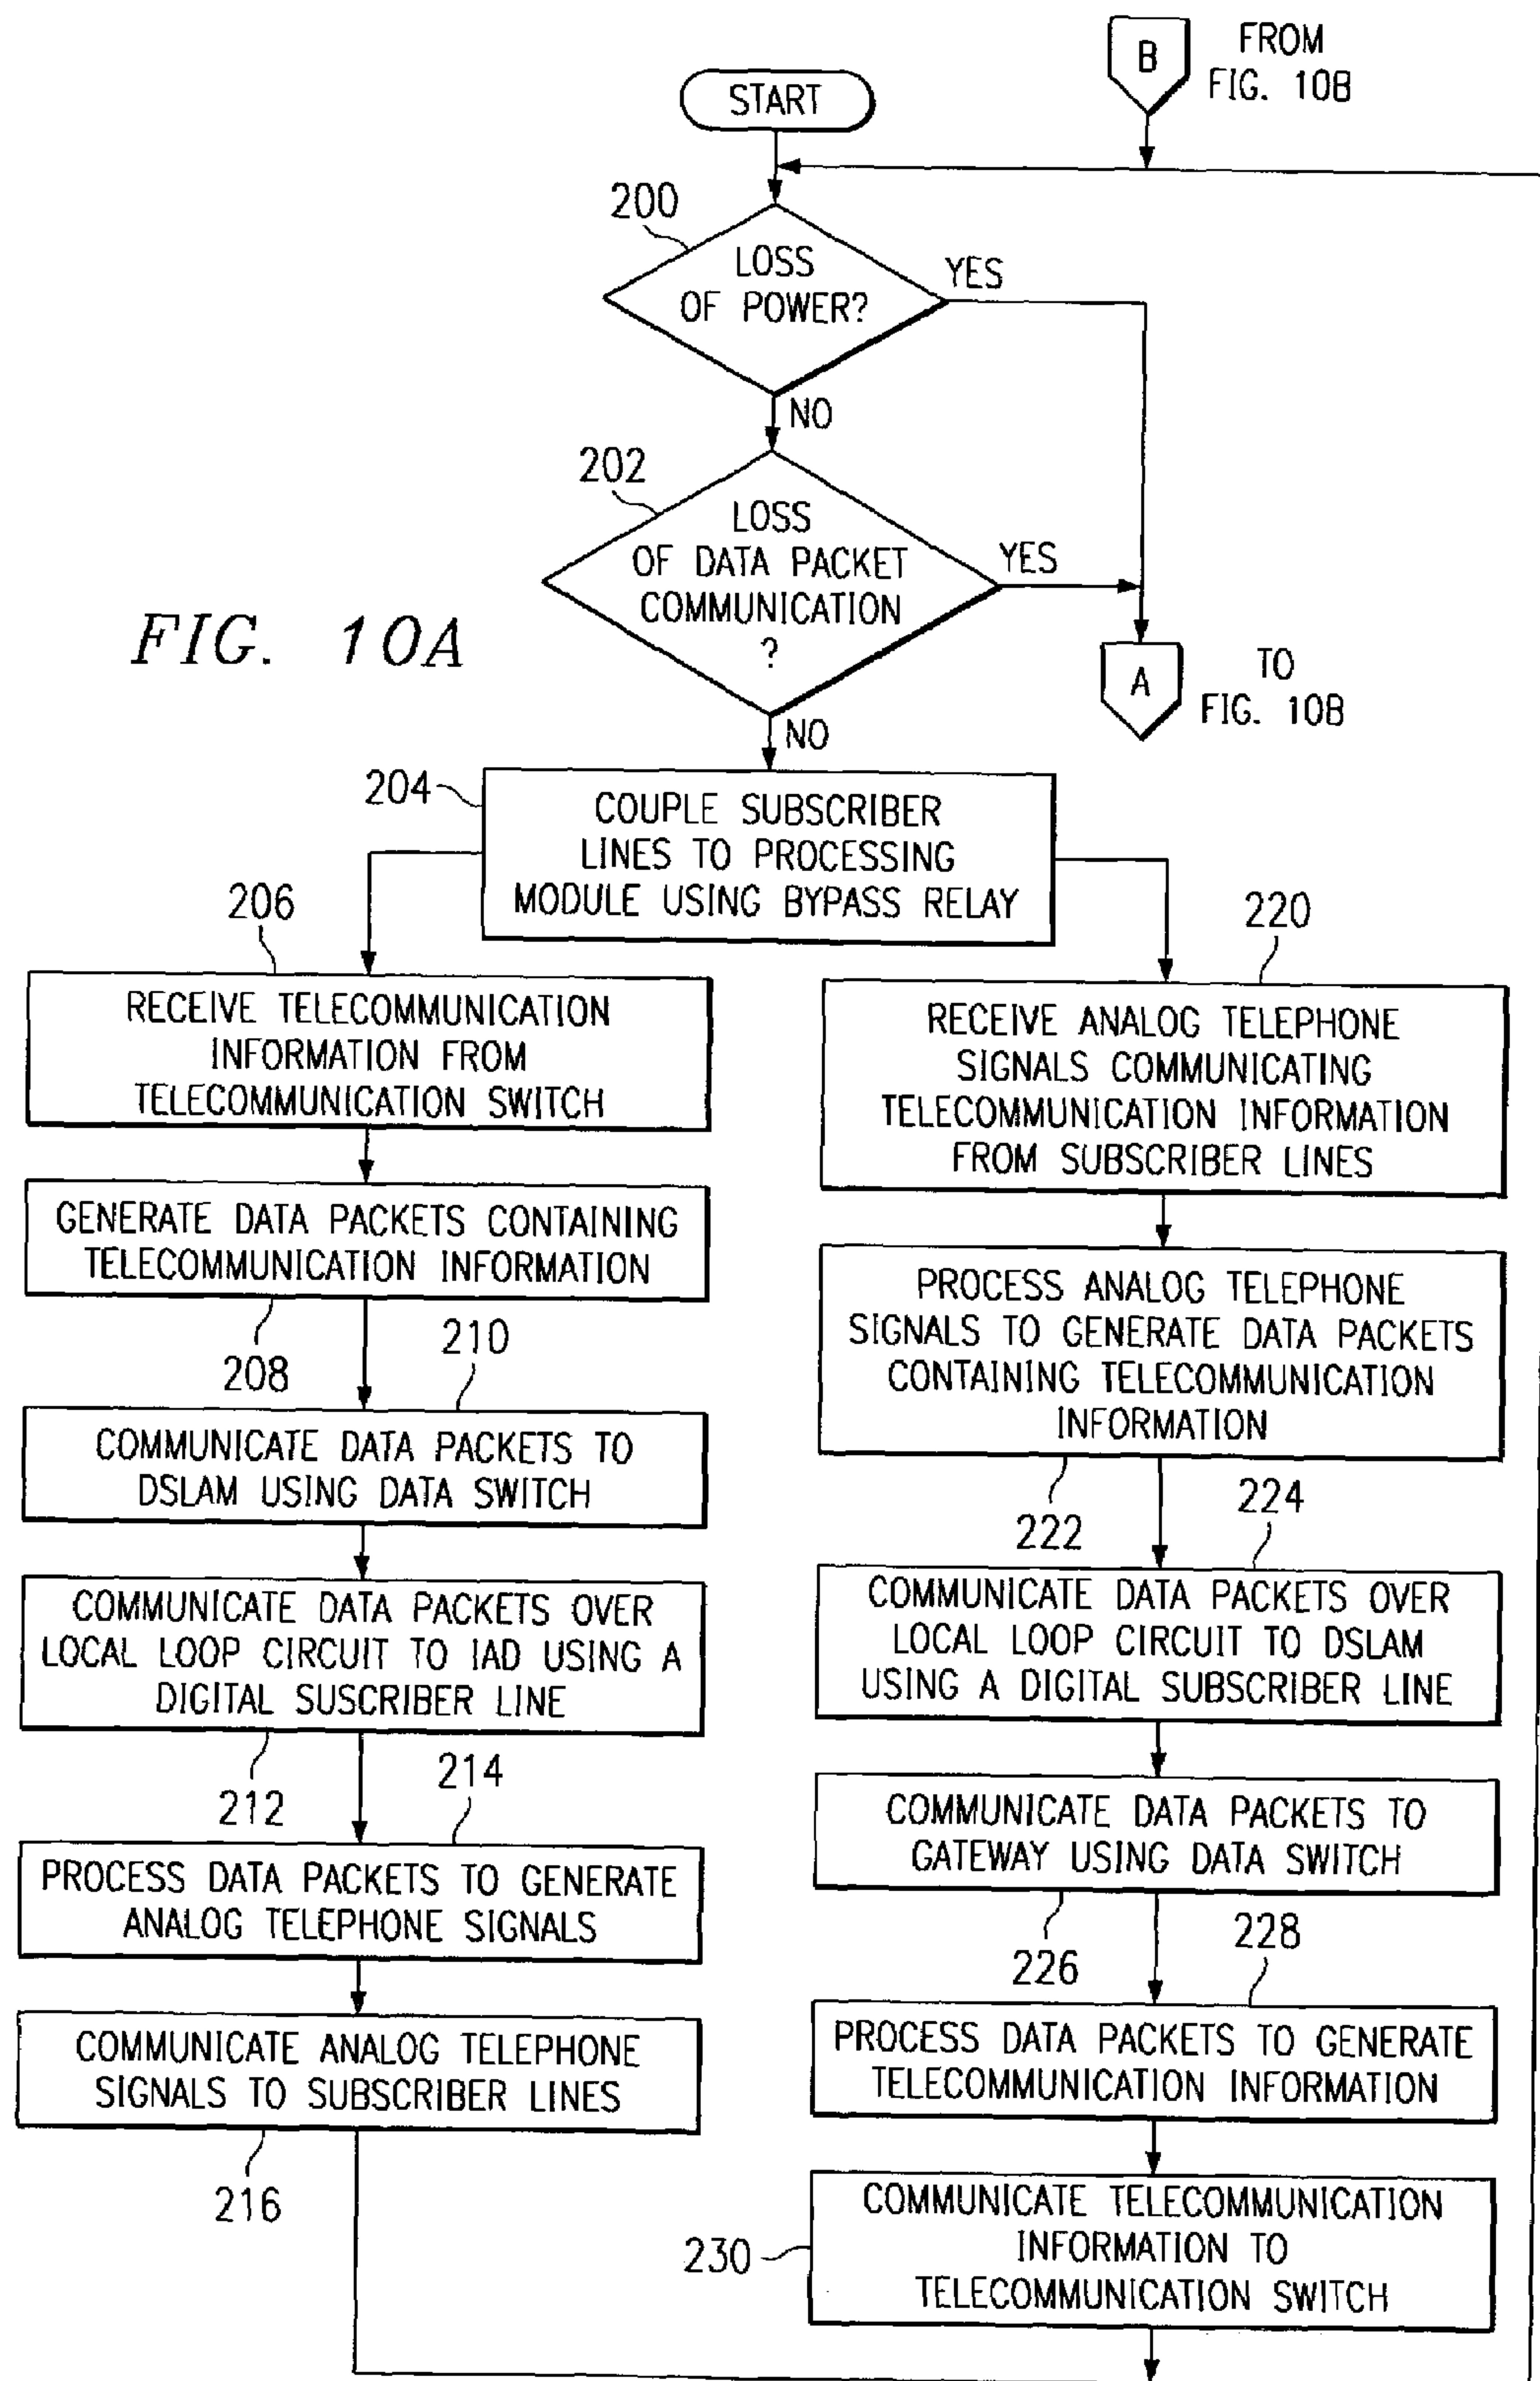 B
FROM
FIG. 10B
START
200
LOSS
OF POWER?
YES
NO
202
LOSS
OF DATA PACKET
COMMUNICATION
?
YES
FIG. 10A
A
TO
FIG. 10B
NO
204
COUPLE SUBSCRIBER
LINES TO PROCESSING
MODULE USING BYPASS RELAY
206
RECEIVE TELECOMMUNICATION
INFORMATION FROM
TELECOMMUNICATION SWITCH
GENERATE DATA PACKETS CONTAINING
TELECOMMUNICATION INFORMATION
208
210
COMMUNICATE DATA PACKETS TO
DSLAM USING DATA SWITCH
COMMUNICATE DATA PACKETS OVER
LOCAL LOOP CIRCUIT TO IAD USING A
DIGITAL SUSCRIBER LINE
212
214
PROCESS DATA PACKETS TO GENERATE
ANALOG TELEPHONE SIGNALS
COMMUNICATE ANALOG TELEPHONE
SIGNALS TO SUBSCRIBER LINES
216
220
RECEIVE ANALOG TELEPHONE
SIGNALS COMMUNICATING
TELECOMMUNICATION INFORMATION
FROM SUBSCRIBER LINES
PROCESS ANALOG TELEPHONE
SIGNALS TO GENERATE DATA PACKETS
CONTAINING TELECOMMUNICATION
INFORMATION
222
224
COMMUNICATE DATA PACKETS OVER
LOCAL LOOP CIRCUIT TO DSLAM
USING A DIGITAL SUBSCRIBER LINE
COMMUNICATE DATA PACKETS TO
GATEWAY USING DATA SWITCH
226
228
PROCESS DATA PACKETS TO GENERATE
TELECOMMUNICATION INFORMATION
230
COMMUNICATE TELECOMMUNICATION
INFORMATION TO
TELECOMMUNICATION SWITCH